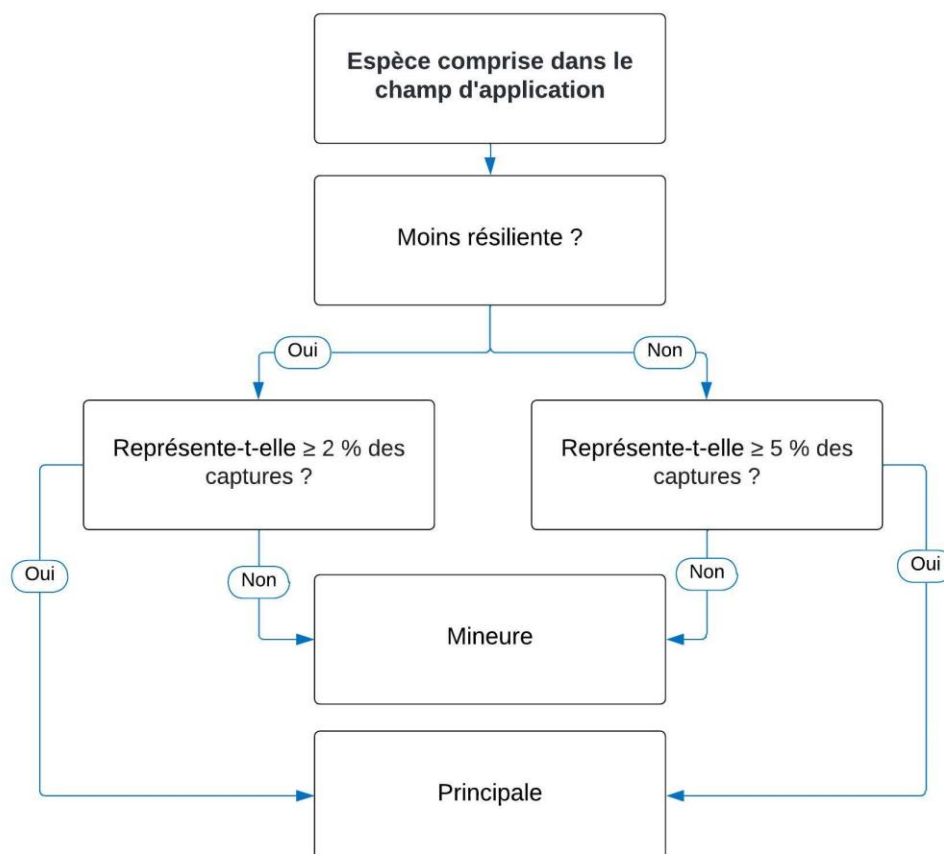 Espèce comprise dans le
champ d'application
Moins résiliente ?
Oui
Non
Représente-t-elle ≥ 2 % des
captures ?
Représente-t-elle ≥ 5 % des
captures ?
Oui
Non
Non
Oui
Mineure
Principale